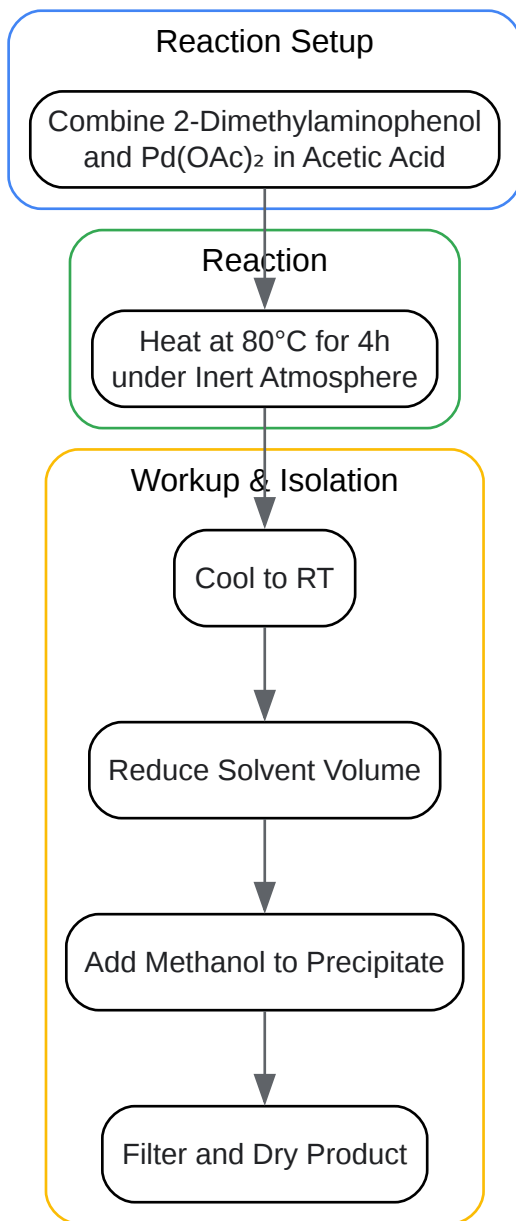 Reaction Setup
Combine 2-Dimethylaminophenol
and Pd(OAc)₂ in Acetic Acid
Reaction
Heat at 80°C for 4h
under Inert Atmosphere
Workup & Isolation
Cool to RT
Reduce Solvent Volume
Add Methanol to Precipitate
Filter and Dry Product